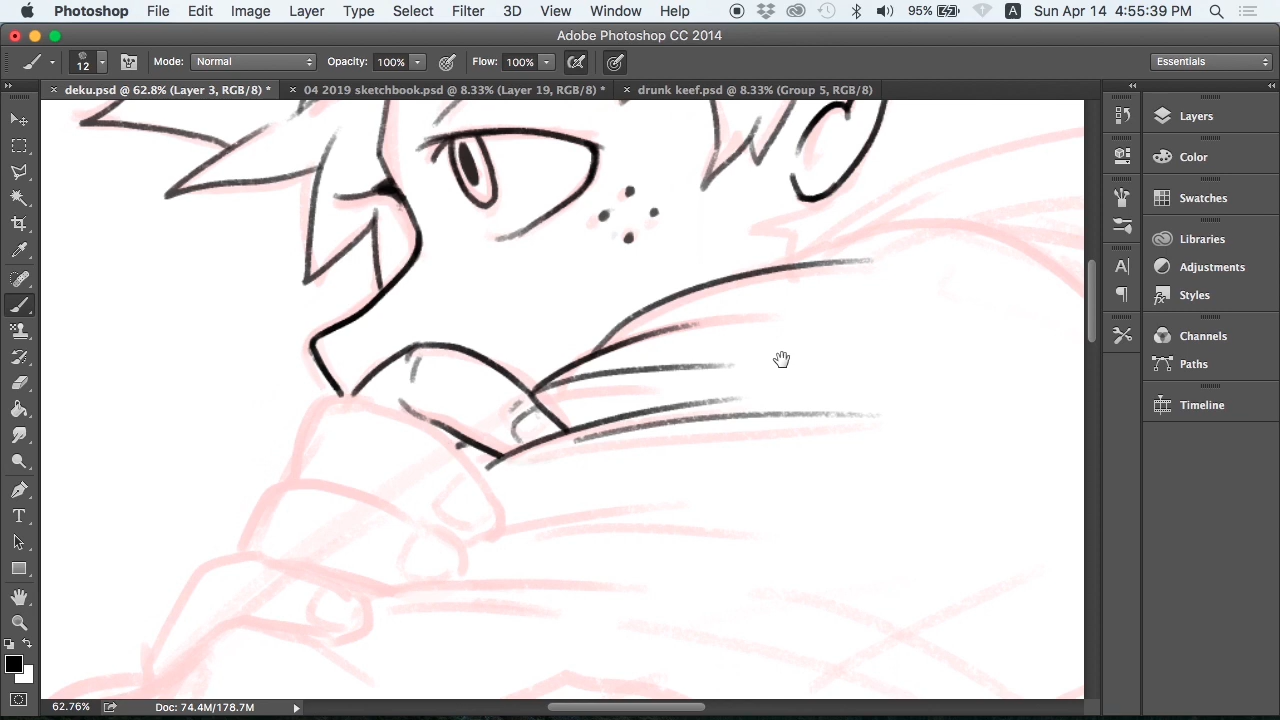 Photoshop File Edit Image Layer Type Select Filter 3D View Window Help 95% A Sun Apr 14 4:55:39 PM
Adobe Photoshop CC 2014
12 Mode: Normal Opacity: 100% Flow: 100% Essentials
deku.psd @ 62.8% (Layer 3, RGB/8) * 04 2019 sketchbook.psd @ 8.33% (Layer 19, RGB/8) * drunk keef.psd @ 8.33% (Group 5, RGB/8)
Layers
Color
Swatches
Libraries
Adjustments
Styles
Channels
Paths
Timeline
62.76% Doc: 74.4M/178.7M